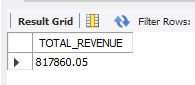 Result Grid Filter Rows:
TOTAL_REVENUE
817860.05